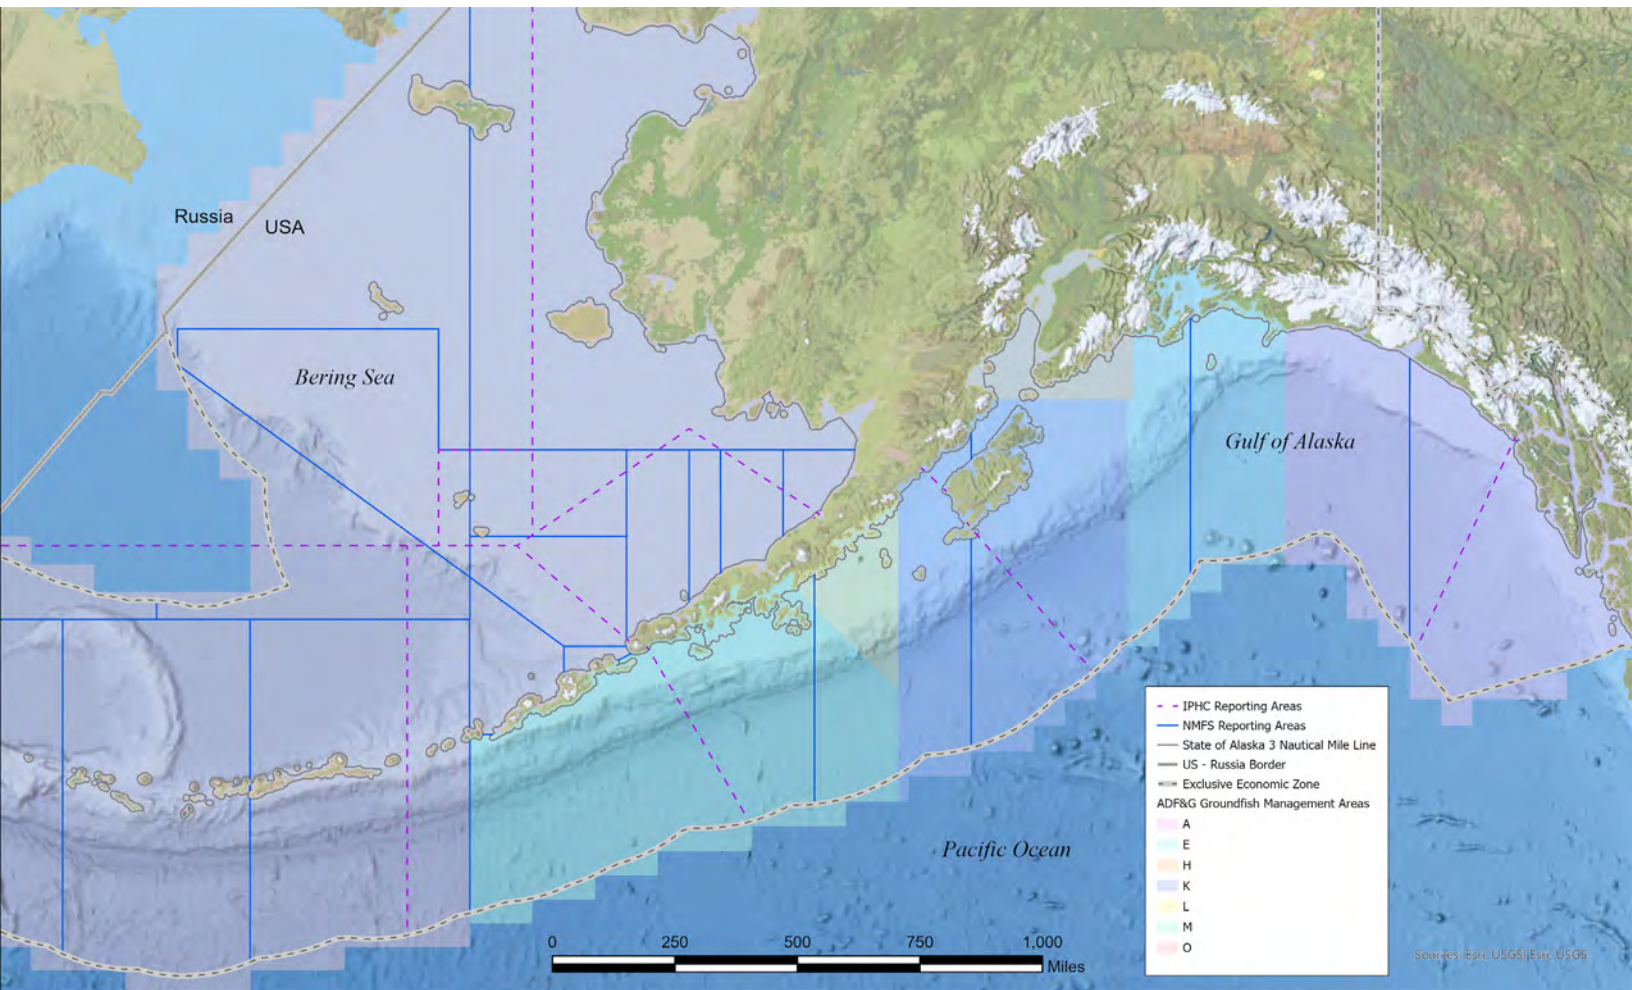 Russia
USA
Bering Sea
Gulf of Alaska
Pacific Ocean
IPHC Reporting Areas
NMFS Reporting Areas
State of Alaska 3 Nautical Mile Line
US - Russia Border
Exclusive Economic Zone
ADF&G Groundfish Management Areas
A
E
H
K
L
M
O
0 250 500 750 1,000
Miles
Sources: Esri, USGS| Esri, USGS